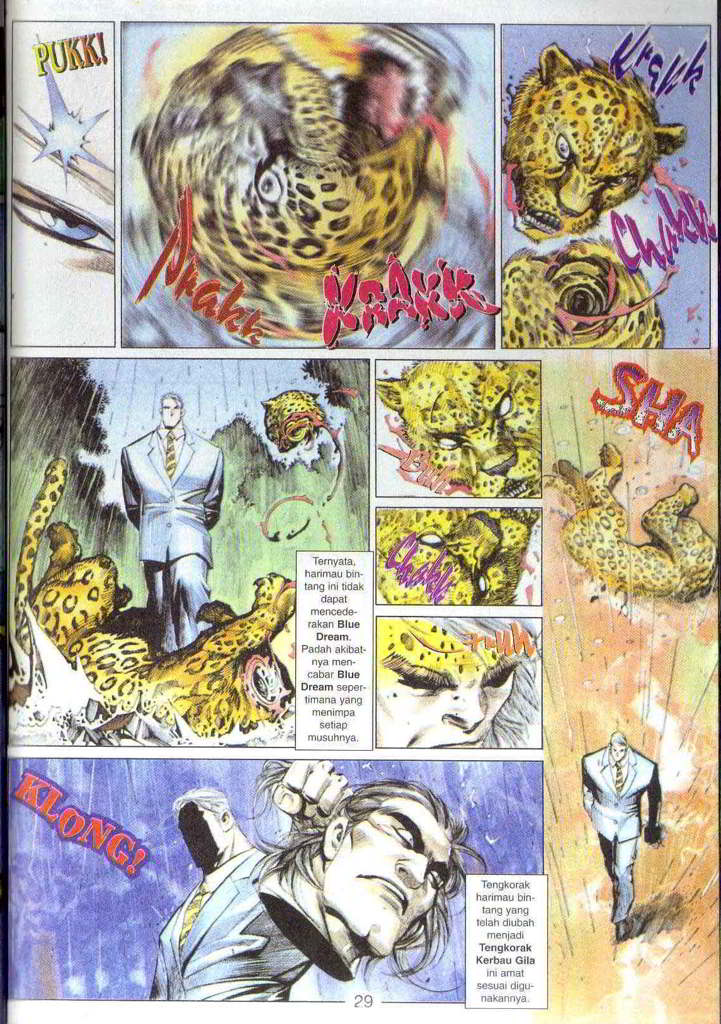 PUKK!
Prakk
KRAKK
Krakk
Chakk
SHA
Ternyata,
harimau bin-
tang ini tidak
dapat
mencede-
rakan Blue
Dream.
Padah akibat-
nya men-
cabar Blue
Dream seper-
timana yang
menimpa
setiap
musuhnya.
Chakk
KLONG!
Tengkorak
harimau bin-
tang yang
telah diubah
menjadi
Tengkorak
Kerbau Gila
ini amat
sesuai digu-
nakannya.
29